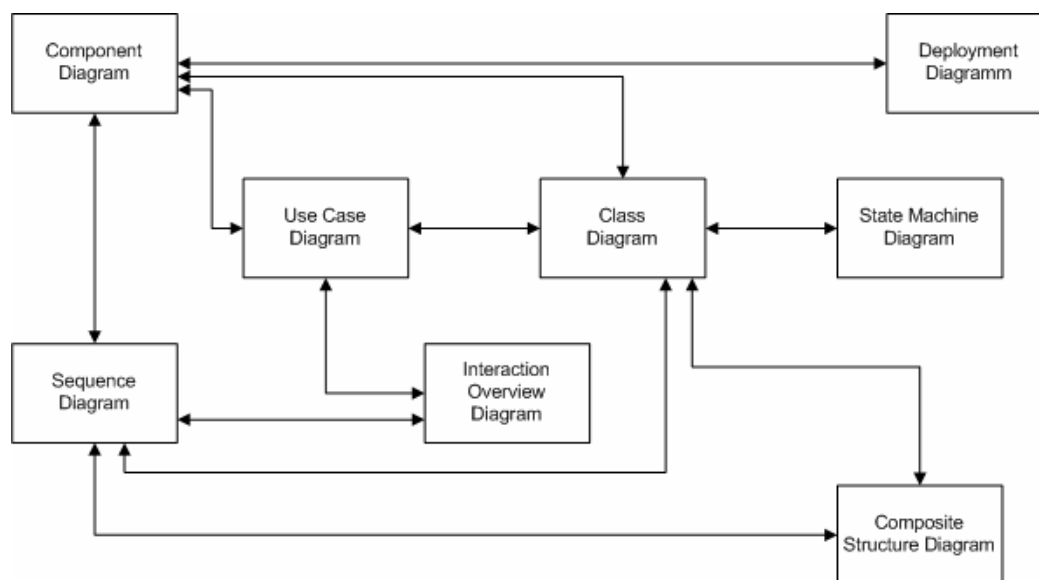 Component
Diagram
Deployment
Diagramm
Use Case
Diagram
Class
Diagram
State Machine
Diagram
Sequence
Diagram
Interaction
Overview
Diagram
Composite
Structure Diagram